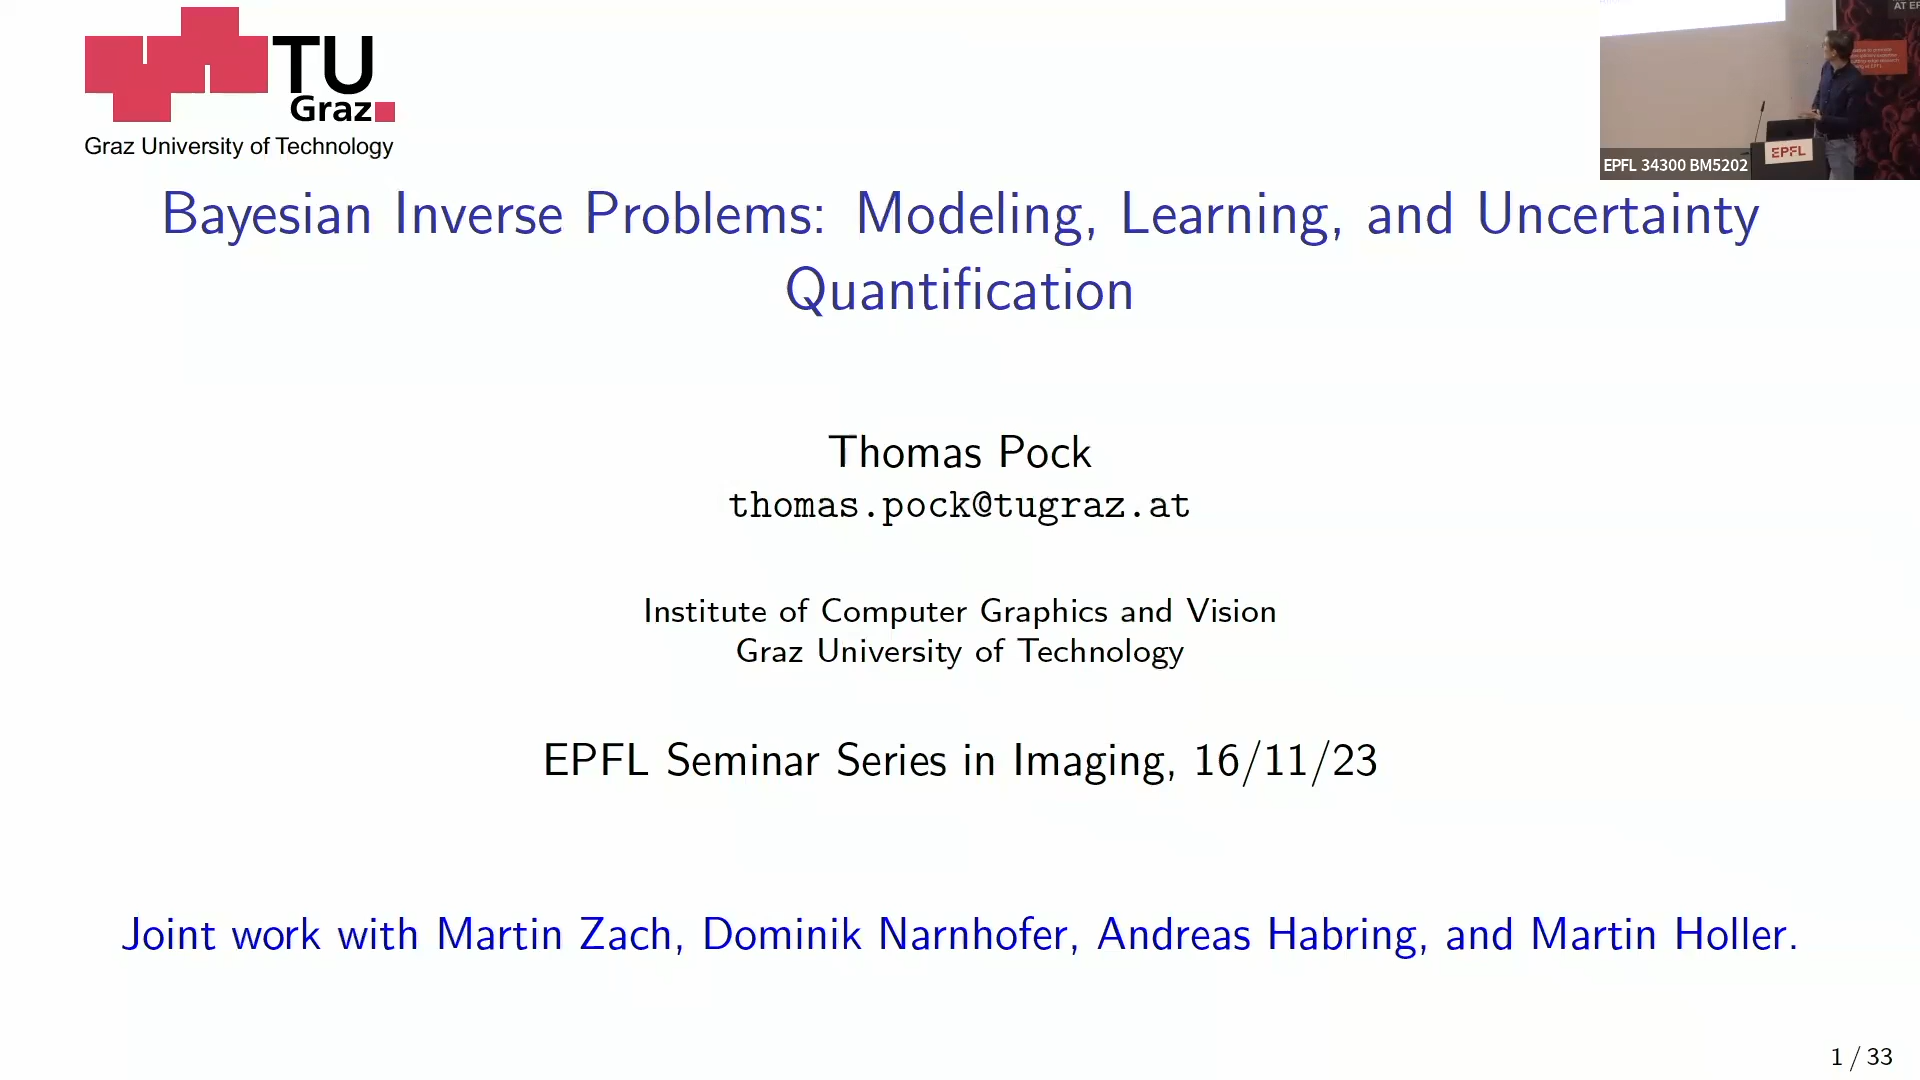 TU
Graz
Graz University of Technology
AT EP
EPFL
EPFL 34300 BM5202
Bayesian Inverse Problems: Modeling, Learning, and Uncertainty
Quantification
Thomas Pock
thomas.pock@tugraz.at
Institute of Computer Graphics and Vision
Graz University of Technology
EPFL Seminar Series in Imaging, 16/11/23
Joint work with Martin Zach, Dominik Narnhofer, Andreas Habring, and Martin Holler.
1 / 33